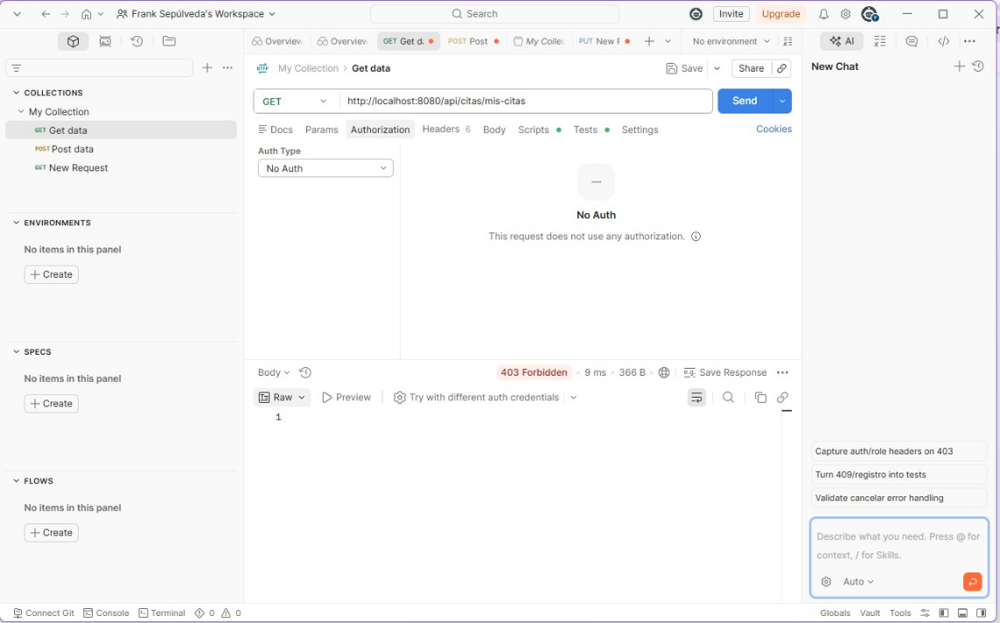 Frank Sepúlveda's Workspace
Search
Invite
Upgrade
Overview
Overview
GET Get d
POST Post
My Collec
PUT New F
No environment
AI
My Collection > Get data
Save
Share
New Chat
COLLECTIONS
My Collection
GET Get data
POST Post data
GET New Request
GET
http://localhost:8080/api/citas/mis-citas
Send
Docs Params Authorization Headers 6 Body Scripts Tests Settings
Cookies
Auth Type
No Auth
No Auth
This request does not use any authorization.
ENVIRONMENTS
No items in this panel
Create
SPECS
No items in this panel
Create
FLOWS
No items in this panel
Create
Body
403 Forbidden • 9 ms • 366 B
e.g. Save Response
Raw
Preview
Try with different auth credentials
1
Capture auth/role headers on 403
Turn 409/registro into tests
Validate cancelar error handling
Describe what you need. Press @ for
context, / for Skills.
Auto
Connect Git Console Terminal 0 0
Globals Vault Tools